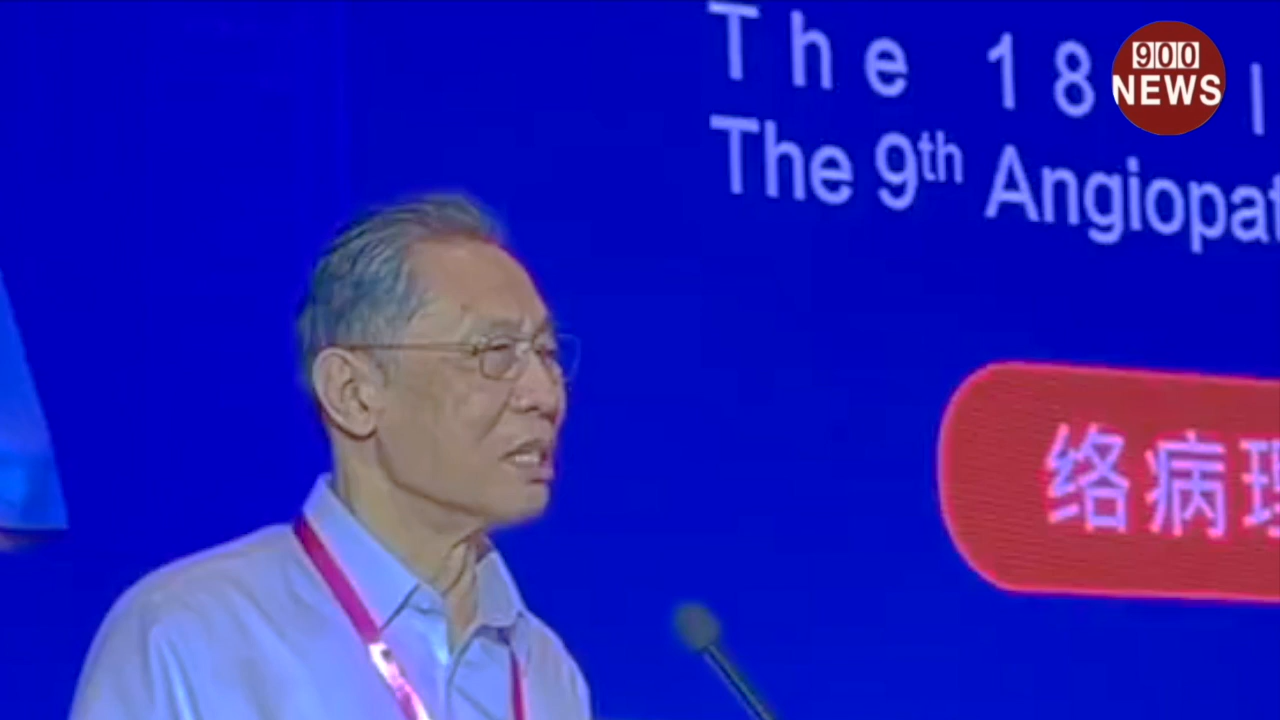 900
NEWS
The 18
The 9th Angiopat
络病理